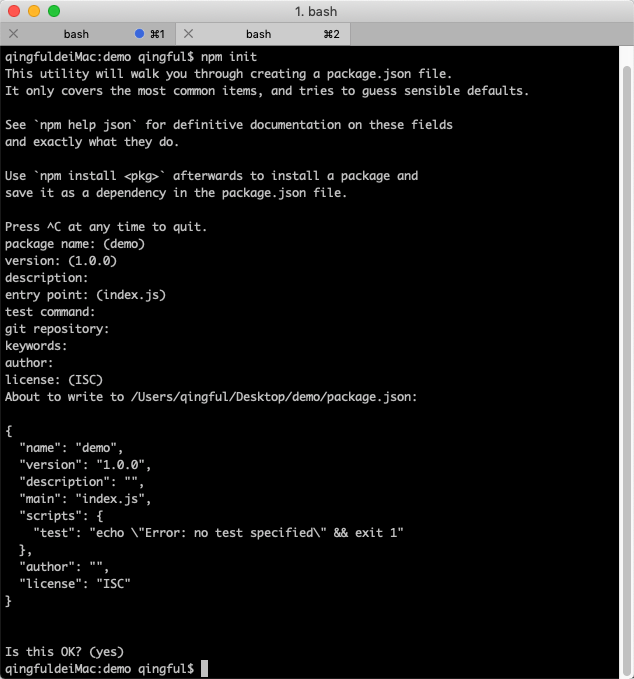 1. bash
bash ⌘1 bash ⌘2
qingfuldeiMac:demo qingful$ npm init
This utility will walk you through creating a package.json file.
It only covers the most common items, and tries to guess sensible defaults.

See `npm help json` for definitive documentation on these fields
and exactly what they do.

Use `npm install <pkg>` afterwards to install a package and
save it as a dependency in the package.json file.

Press ^C at any time to quit.
package name: (demo)
version: (1.0.0)
description:
entry point: (index.js)
test command:
git repository:
keywords:
author:
license: (ISC)
About to write to /Users/qingful/Desktop/demo/package.json:

{
  "name": "demo",
  "version": "1.0.0",
  "description": "",
  "main": "index.js",
  "scripts": {
    "test": "echo \"Error: no test specified\" && exit 1"
  },
  "author": "",
  "license": "ISC"
}

Is this OK? (yes)
qingfuldeiMac:demo qingful$